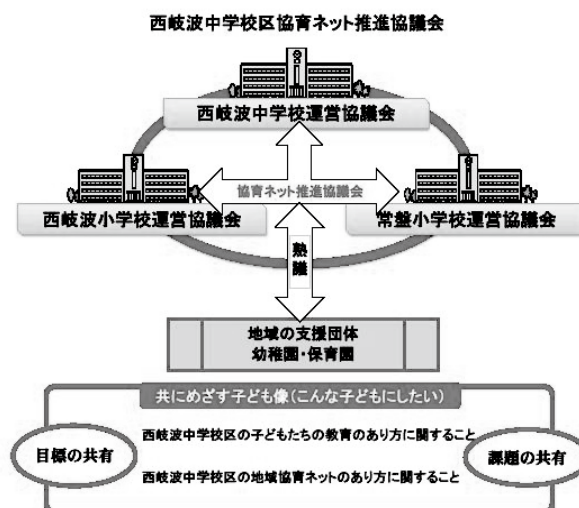 西岐波中学校区協育ネット推進協議会
西岐波中学校運営協議会
協育ネット推進協議会
西岐波小学校運営協議会
常盤小学校運営協議会
熟議
地域の支援団体
幼稚園・保育園
共にめざす子ども像(こんな子どもにしたい)
西岐波中学校区の子どもたちの教育のあり方に関すること
目標の共有
課題の共有
西岐波中学校区の地域協育ネットのあり方に関すること